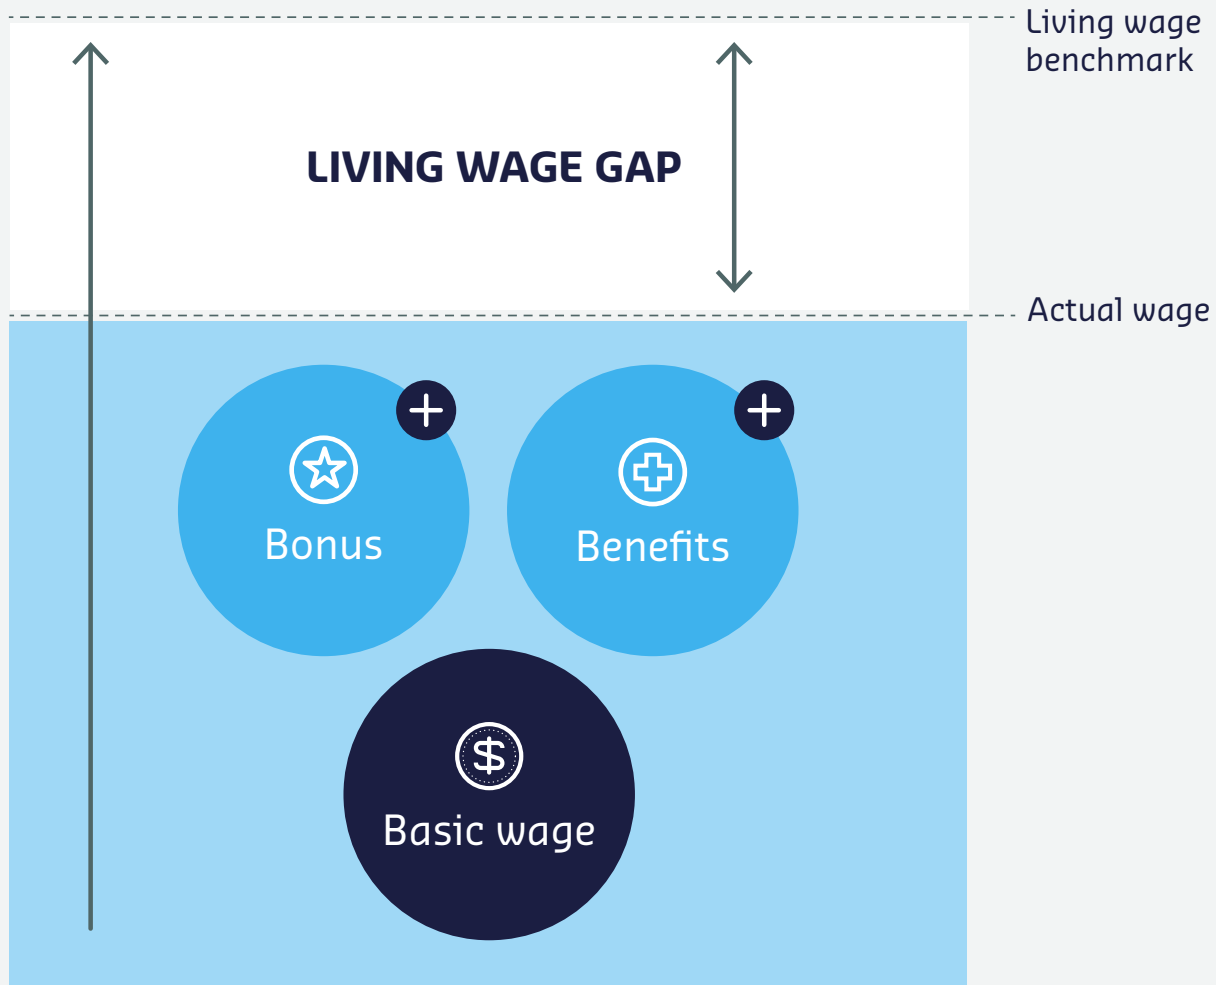 Living wage
benchmark
LIVING WAGE GAP
Actual wage
Bonus
Benefits
Basic wage